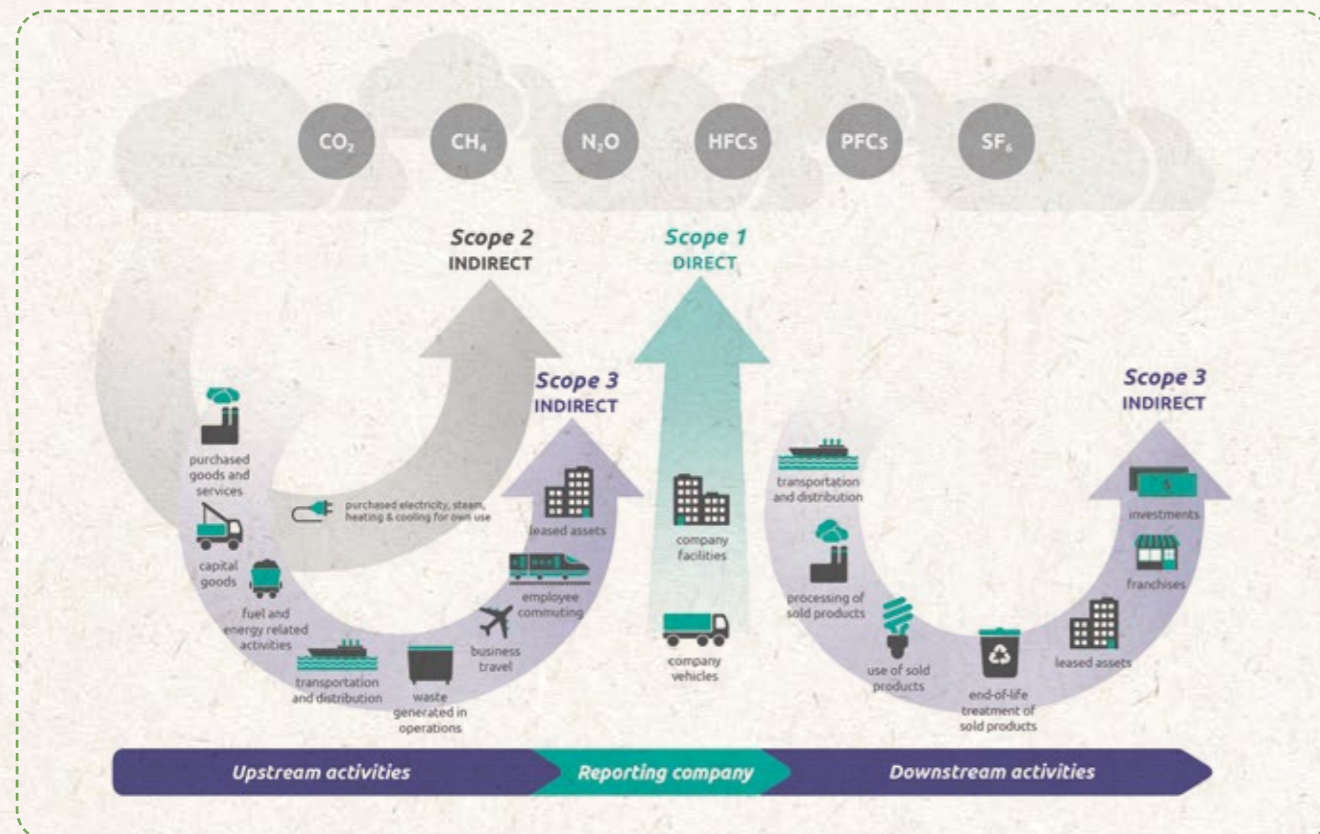 CO₂
CH₄
N₂O
HFCs
PFCs
SF₆
Scope 2
INDIRECT
Scope 1
DIRECT
Scope 3
INDIRECT
Scope 3
INDIRECT
purchased
goods and
services
capital
goods
fuel and
energy related
activities
purchased electricity, steam,
heating & cooling for own use
transportation
and distribution
waste
generated in
operations
business
travel
employee
commuting
leased assets
company
facilities
company
vehicles
transportation
and distribution
processing of
sold products
use of sold
products
end-of-life
treatment of
sold products
leased assets
franchises
$
investments
Upstream activities
Reporting company
Downstream activities